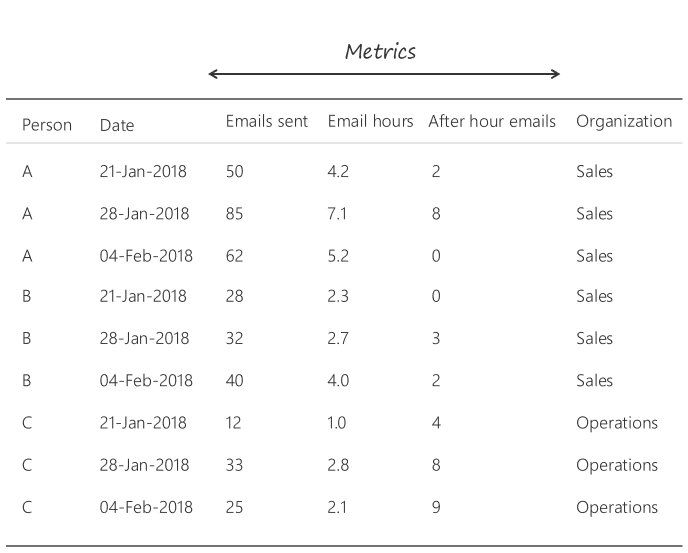 Metrics
Person Date Emails sent Email hours After hour emails Organization
A 21-Jan-2018 50 4.2 2 Sales
A 28-Jan-2018 85 7.1 8 Sales
A 04-Feb-2018 62 5.2 0 Sales
B 21-Jan-2018 28 2.3 0 Sales
B 28-Jan-2018 32 2.7 3 Sales
B 04-Feb-2018 40 4.0 2 Sales
C 21-Jan-2018 12 1.0 4 Operations
C 28-Jan-2018 33 2.8 8 Operations
C 04-Feb-2018 25 2.1 9 Operations